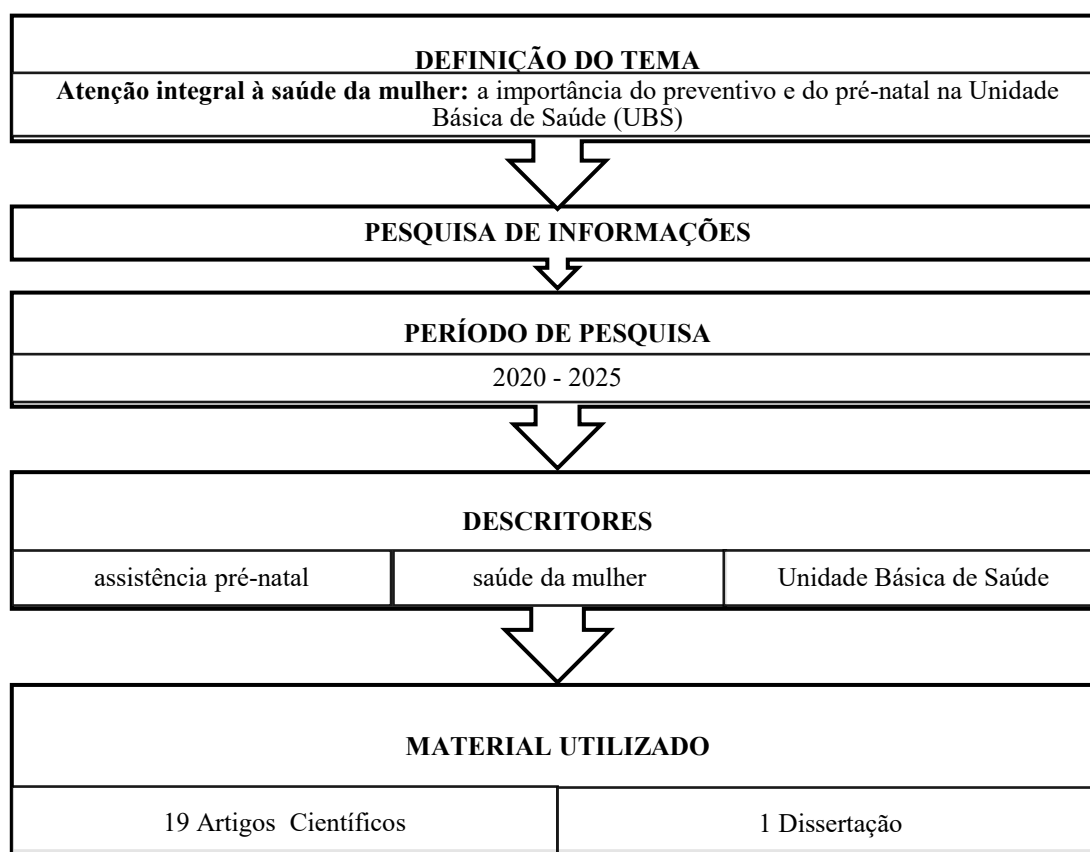 DEFINIÇÃO DO TEMA
Atenção integral à saúde da mulher: a importância do preventivo e do pré-natal na Unidade
Básica de Saúde (UBS)
PESQUISA DE INFORMAÇÕES
PERÍODO DE PESQUISA
2020 - 2025
DESCRITORES
assistência pré-natal
saúde da mulher
Unidade Básica de Saúde
MATERIAL UTILIZADO
19 Artigos Científicos
1 Dissertação